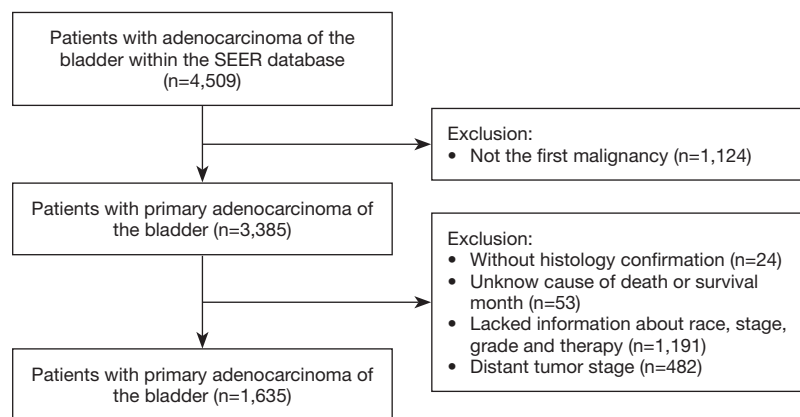 Patients with adenocarcinoma of the
bladder within the SEER database
(n=4,509)
Exclusion:
• Not the first malignancy (n=1,124)
Patients with primary adenocarcinoma of
the bladder (n=3,385)
Exclusion:
• Without histology confirmation (n=24)
• Unknow cause of death or survival
month (n=53)
• Lacked information about race, stage,
grade and therapy (n=1,191)
• Distant tumor stage (n=482)
Patients with primary adenocarcinoma of
the bladder (n=1,635)